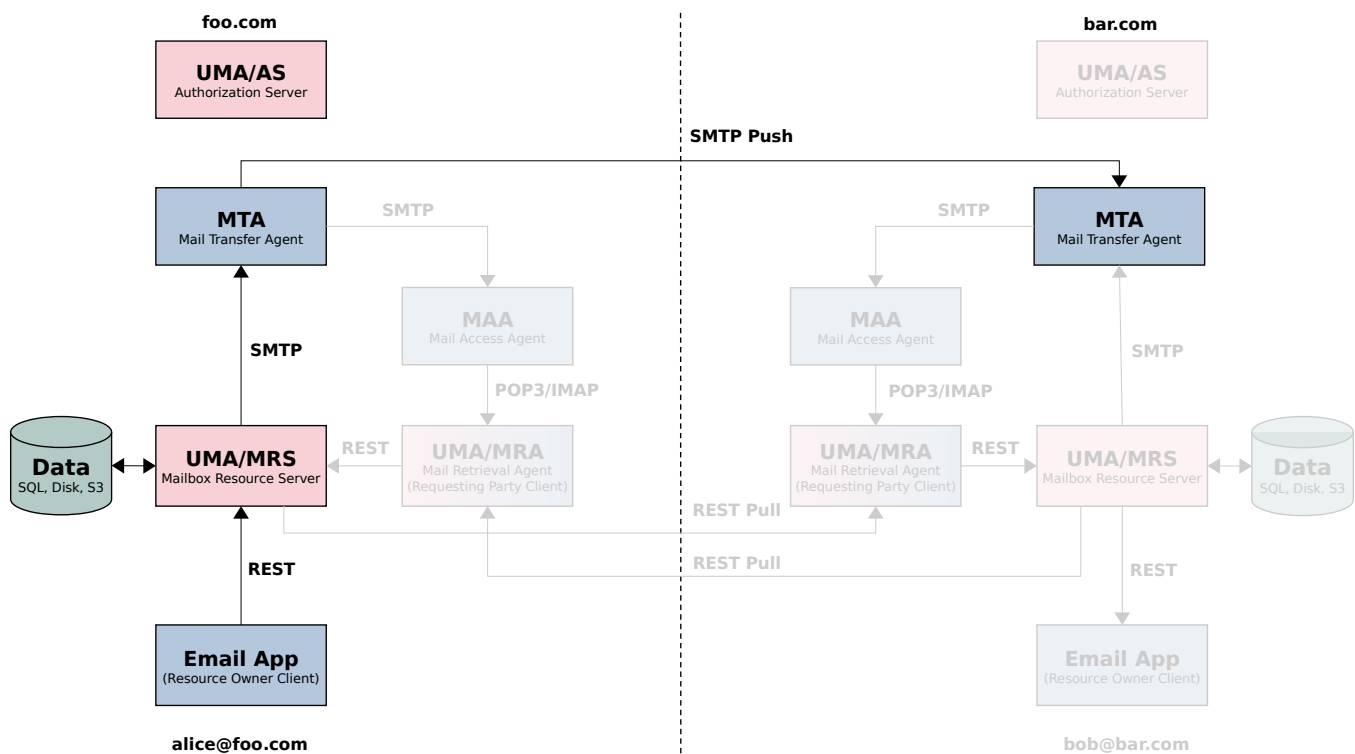 foo.com
bar.com
UMA/AS
Authorization Server
UMA/AS
Authorization Server
SMTP Push
MTA
Mail Transfer Agent
SMTP
SMTP
MTA
Mail Transfer Agent
MAA
Mail Access Agent
MAA
Mail Access Agent
SMTP
SMTP
POP3/IMAP
POP3/IMAP
Data
SQL, Disk, S3
UMA/MRS
Mailbox Resource Server
REST
UMA/MRA
Mail Retrieval Agent
(Requesting Party Client)
UMA/MRA
Mail Retrieval Agent
(Requesting Party Client)
REST
UMA/MRS
Mailbox Resource Server
Data
SQL, Disk, S3
REST Pull
REST Pull
REST
REST
Email App
(Resource Owner Client)
Email App
(Resource Owner Client)
alice@foo.com
bob@bar.com